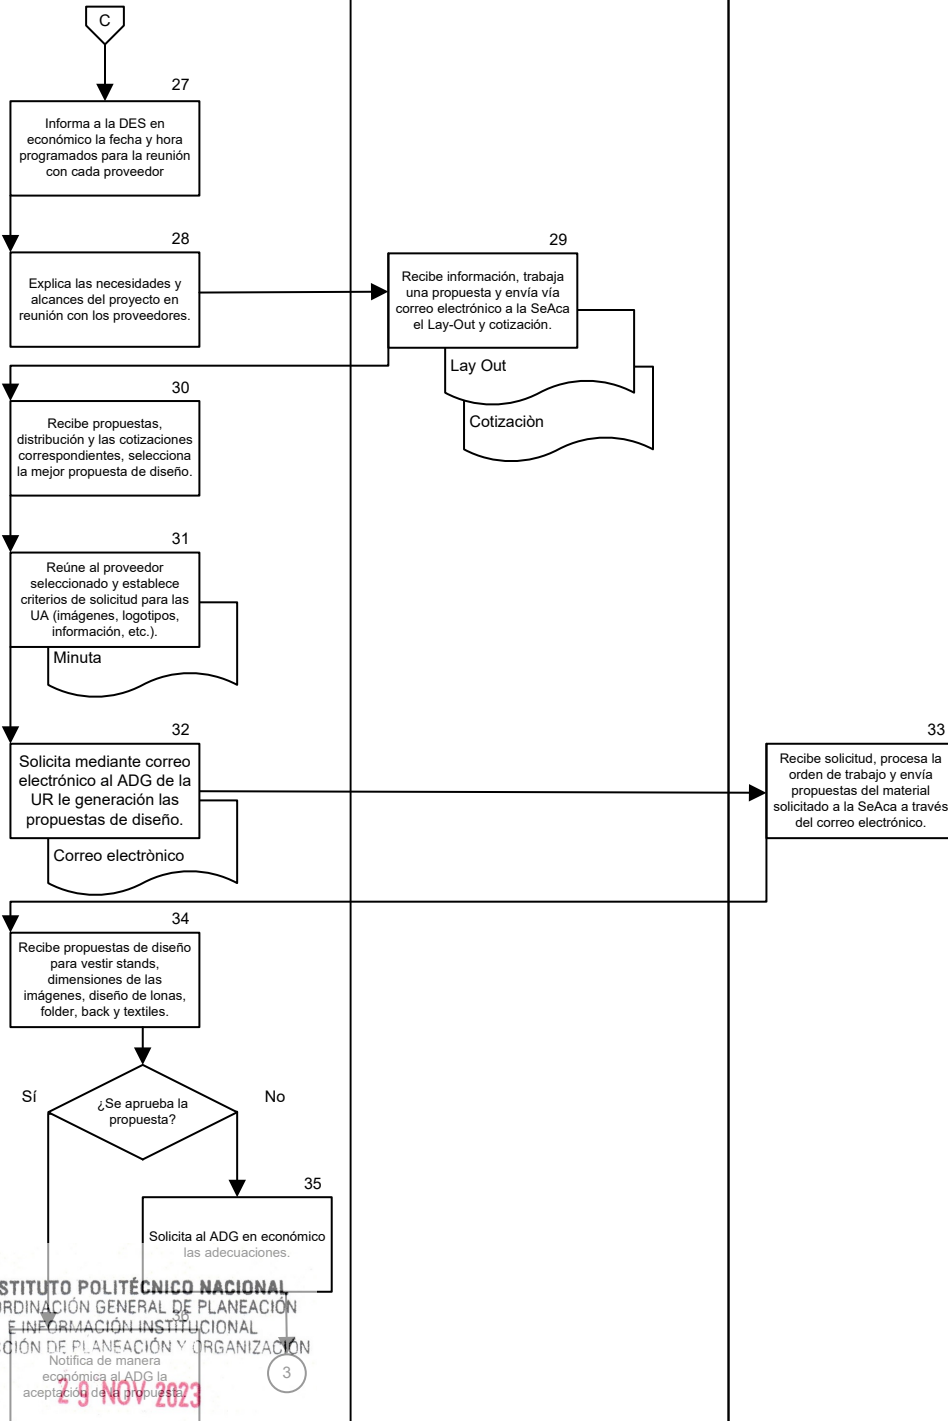 C
27
Informa a la DES en
económico la fecha y hora
programados para la reunión
con cada proveedor
28
Explica las necesidades y
alcances del proyecto en
reunión con los proveedores.
29
Recibe información, trabaja
una propuesta y envía vía
correo electrónico a la SeAca
el Lay-Out y cotización.
Lay Out
Cotizaciòn
30
Recibe propuestas,
distribución y las cotizaciones
correspondientes, selecciona
la mejor propuesta de diseño.
31
Reúne al proveedor
seleccionado y establece
criterios de solicitud para las
UA (imágenes, logotipos,
información, etc.).
Minuta
32
Solicita mediante correo
electrónico al ADG de la
UR le generación las
propuestas de diseño.
Correo electrònico
33
Recibe solicitud, procesa la
orden de trabajo y envía
propuestas del material
solicitado a la SeAca a través
del correo electrónico.
34
Recibe propuestas de diseño
para vestir stands,
dimensiones de las
imágenes, diseño de lonas,
folder, back y textiles.
¿Se aprueba la
propuesta?
Sí
No
35
Solicita al ADG en económico
las adecuaciones.
36
Notifica de manera
económica al ADG la
aceptación de la propuesta.
3
STITUTO POLITÉCNICO NACIONAL
ORDINACIÓN GENERAL DE PLANEACIÓN
E INFORMACIÓN INSTITUCIONAL
CCIÓN DE PLANEACIÓN Y ORGANIZACIÓN
29 NOV 2023